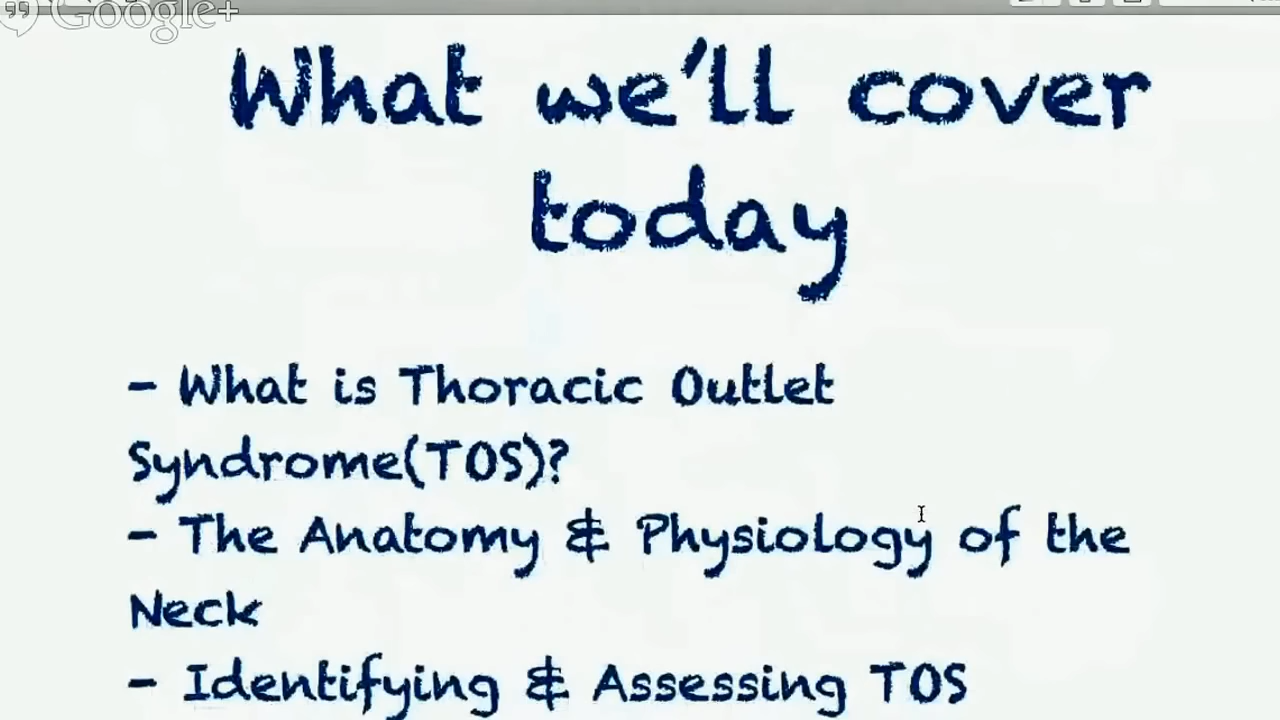 Google+
What we'll cover
today
- What is Thoracic Outlet
Syndrome(TOS)?
- The Anatomy & Physiology of the
Neck
- Identifying & Assessing TOS